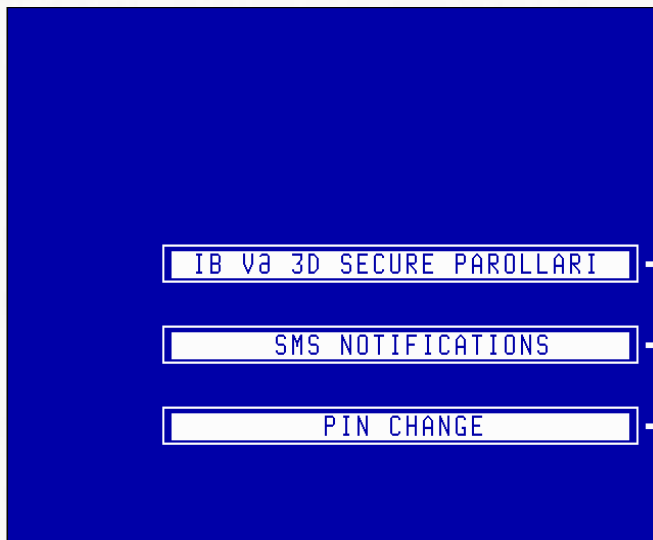 IB Və 3D SECURE PAROLLARI
SMS NOTIFICATIONS
PIN CHANGE